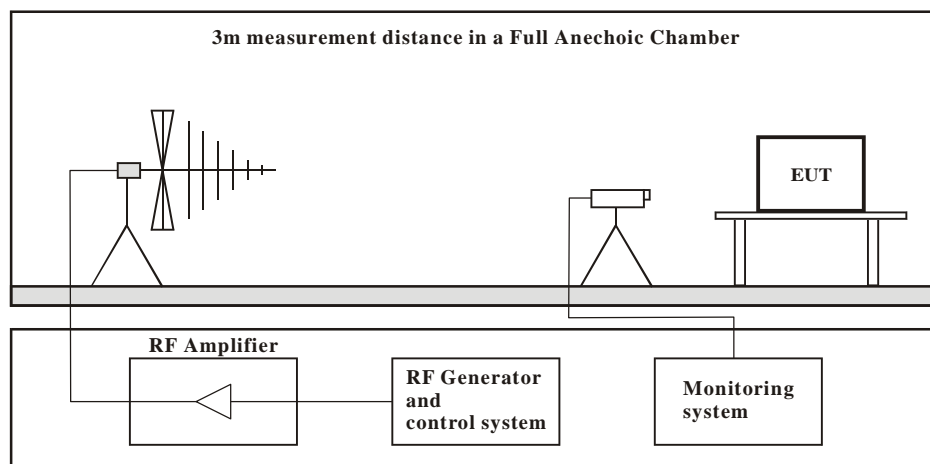 3m measurement distance in a Full Anechoic Chamber
EUT
RF Amplifier
RF Generator
and
control system
Monitoring
system